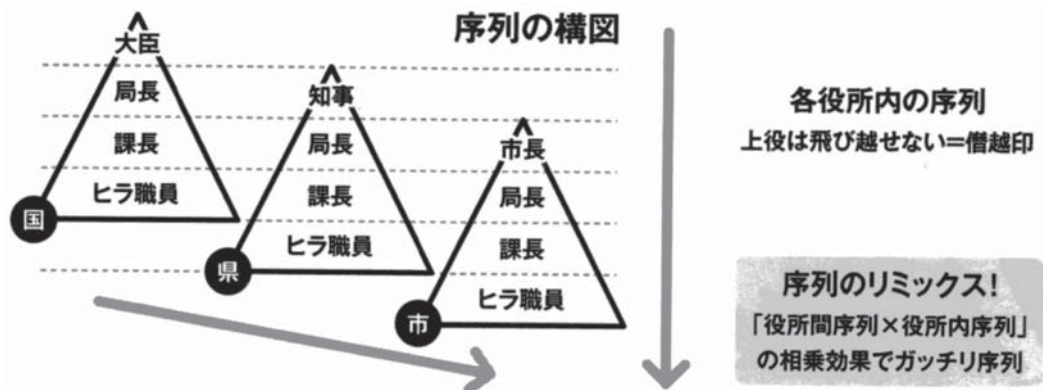 序列の構図
大臣
局長
課長
ヒラ職員
国
知事
局長
課長
ヒラ職員
県
市長
局長
課長
ヒラ職員
市
各役所内の序列
上役は飛び越せない=僭越印
序列のリミックス!
「役所間序列×役所内序列」
の相乗効果でガッチリ序列